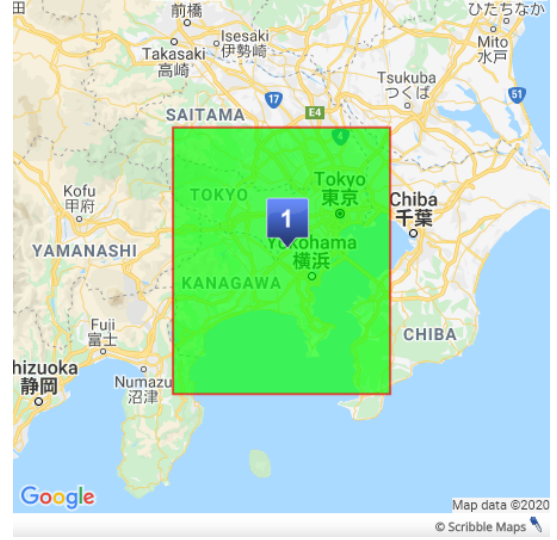 前橋
Isesaki
伊勢崎
Takasaki
高崎
ひたちなか
Mito
水戸
Tsukuba
つくば
17
51
E4
4
SAITAMA
Kofu
甲府
TOKYO
Tokyo
東京
Chiba
千葉
1
YAMANASHI
Yokohama
横浜
KANAGAWA
Fuji
富士
CHIBA
hizuoka
静岡
Numazu
沼津
Google
Map data ©2020
© Scribble Maps